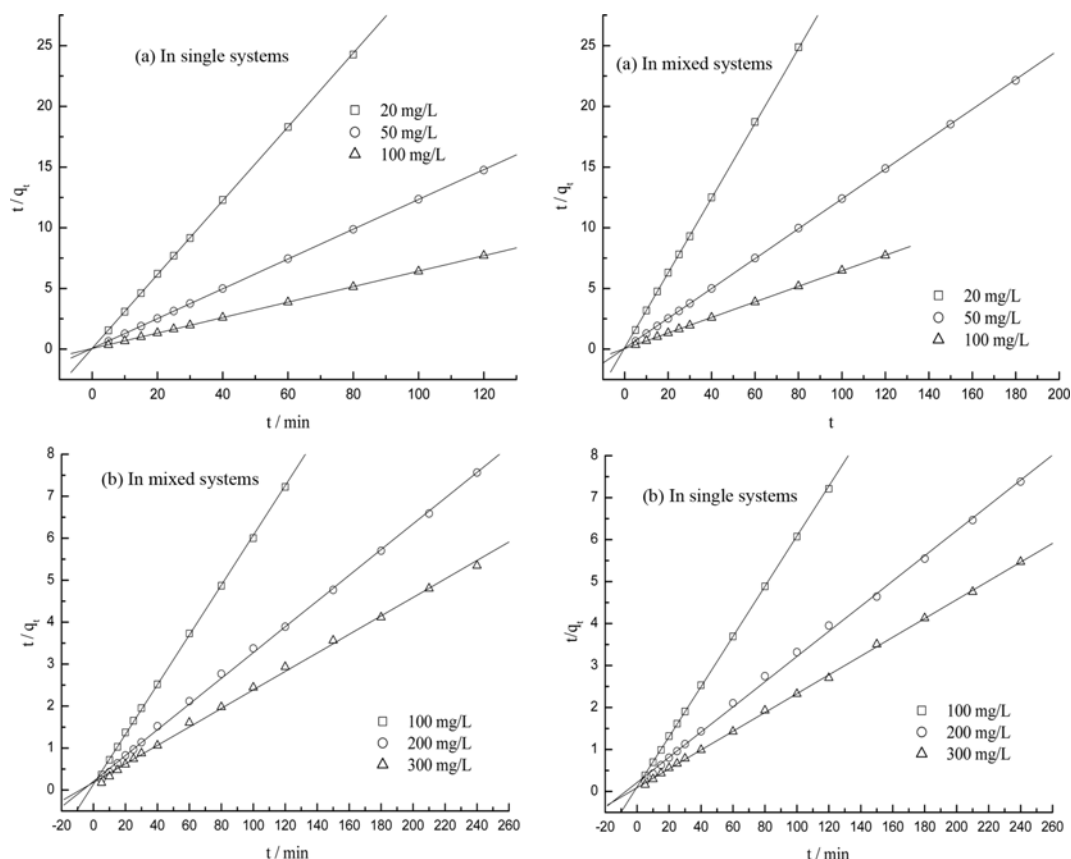 (a) In single systems
20 mg/L
50 mg/L
100 mg/L
t / q_t
25
20
15
10
5
0
0 20 40 60 80 100 120
t / min
(a) In mixed systems
20 mg/L
50 mg/L
100 mg/L
t / q_t
25
20
15
10
5
0
0 20 40 60 80 100 120 140 160 180 200
t
(b) In mixed systems
100 mg/L
200 mg/L
300 mg/L
t / q_t
8
7
6
5
4
3
2
1
0
-20 0 20 40 60 80 100 120 140 160 180 200 220 240 260
t / min
(b) In single systems
100 mg/L
200 mg/L
300 mg/L
t/q_t
8
7
6
5
4
3
2
1
0
-20 0 20 40 60 80 100 120 140 160 180 200 220 240 260
t / min